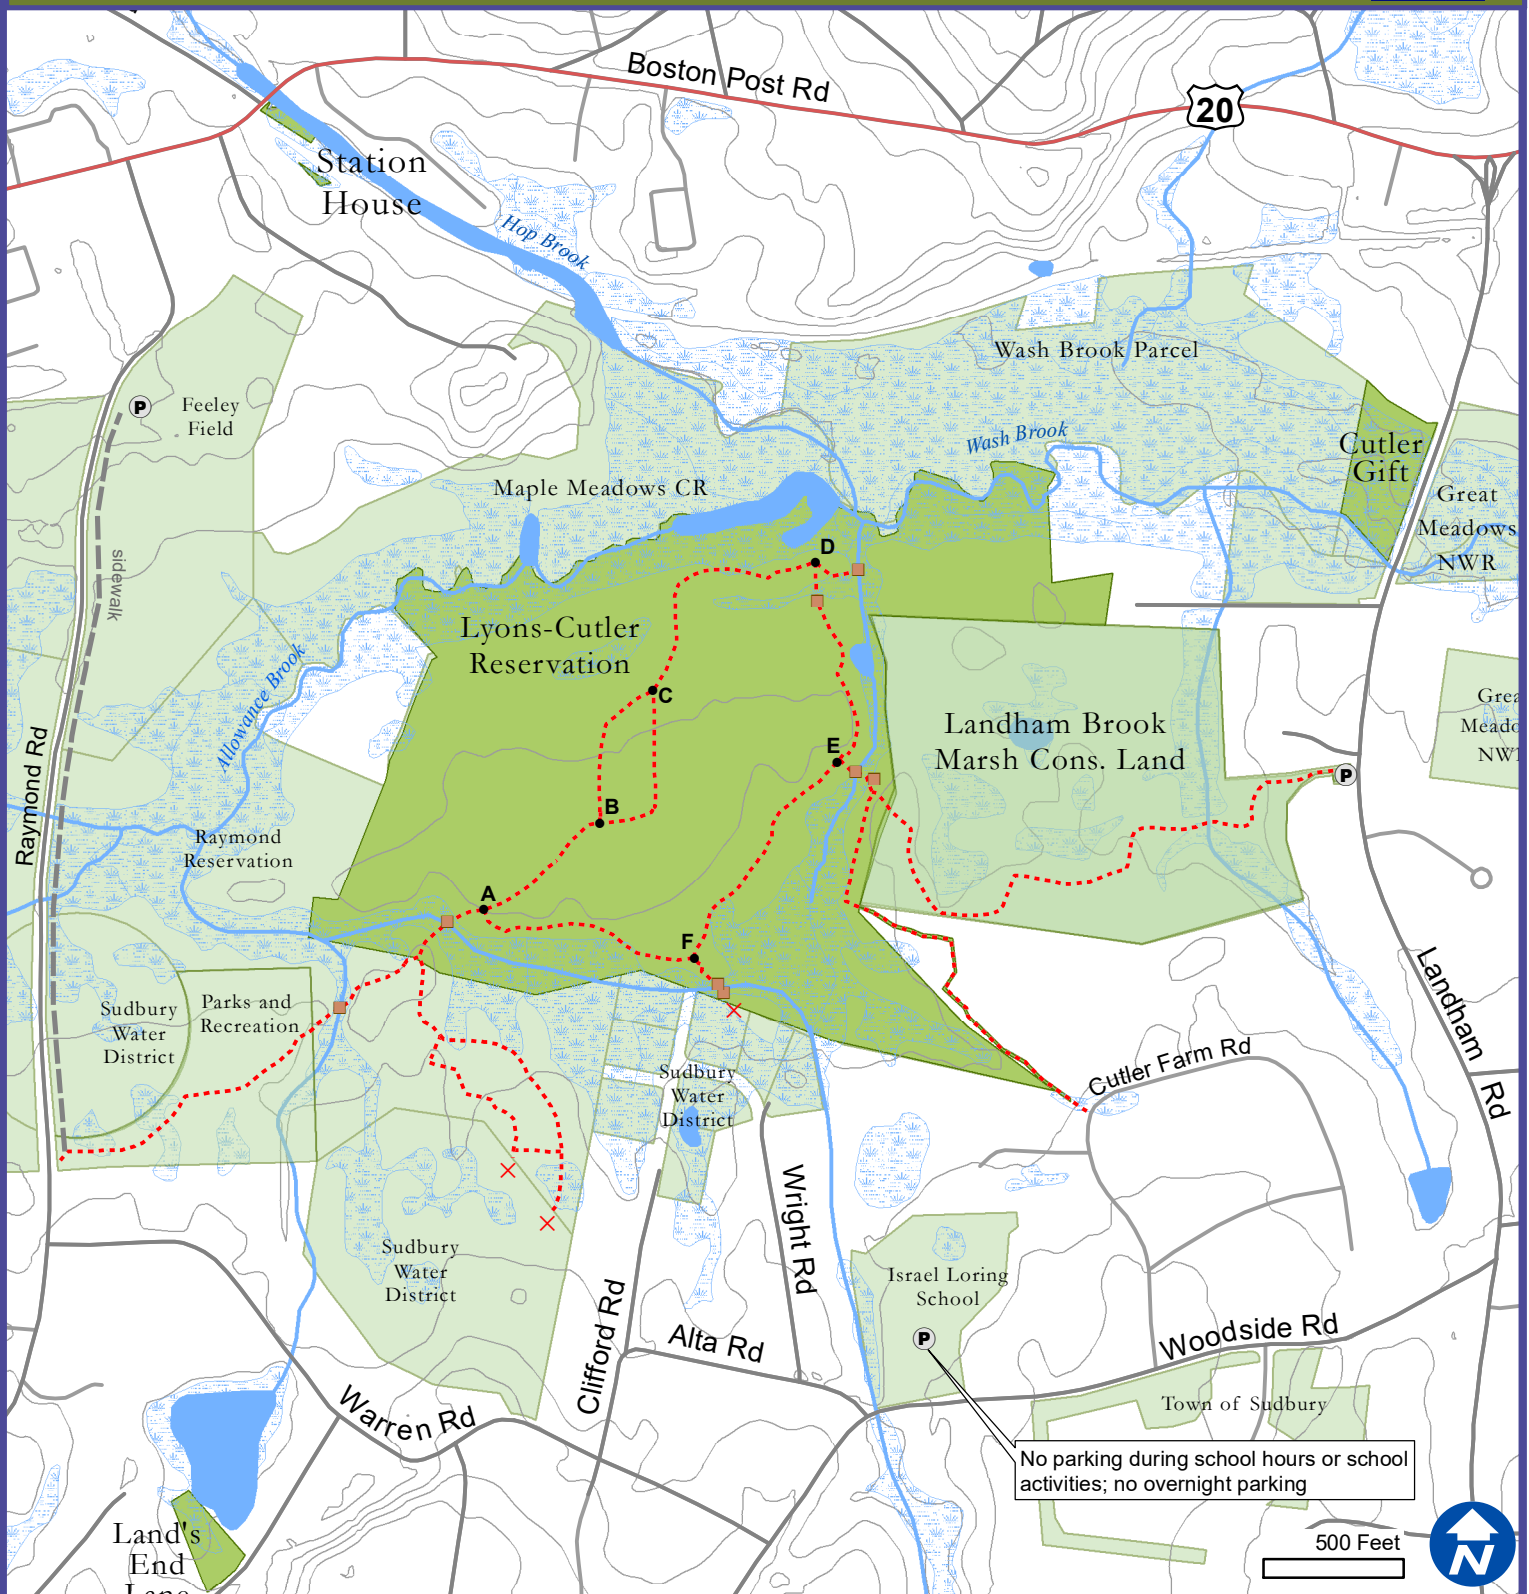 Boston Post Rd
20
Station
House
Hop Brook
Wash Brook Parcel
P
Feeley
Field
Wash Brook
Cutler
Gift
Maple Meadows CR
Great
Meadows
NWR
sidewalk
D
Lyons-Cutler
Reservation
Allowance Brook
C
Landham Brook
Marsh Cons. Land
E
P
Raymond Rd
B
Raymond
Reservation
A
F
Sudbury
Water
District
Parks and
Recreation
Landham Rd
Cutler Farm Rd
Sudbury
Water
District
Wright Rd
Sudbury
Water
District
Israel Loring
School
P
Clifford Rd
Alta Rd
Woodside Rd
Warren Rd
Town of Sudbury
No parking during school hours or school
activities; no overnight parking
Land's
End
500 Feet
N